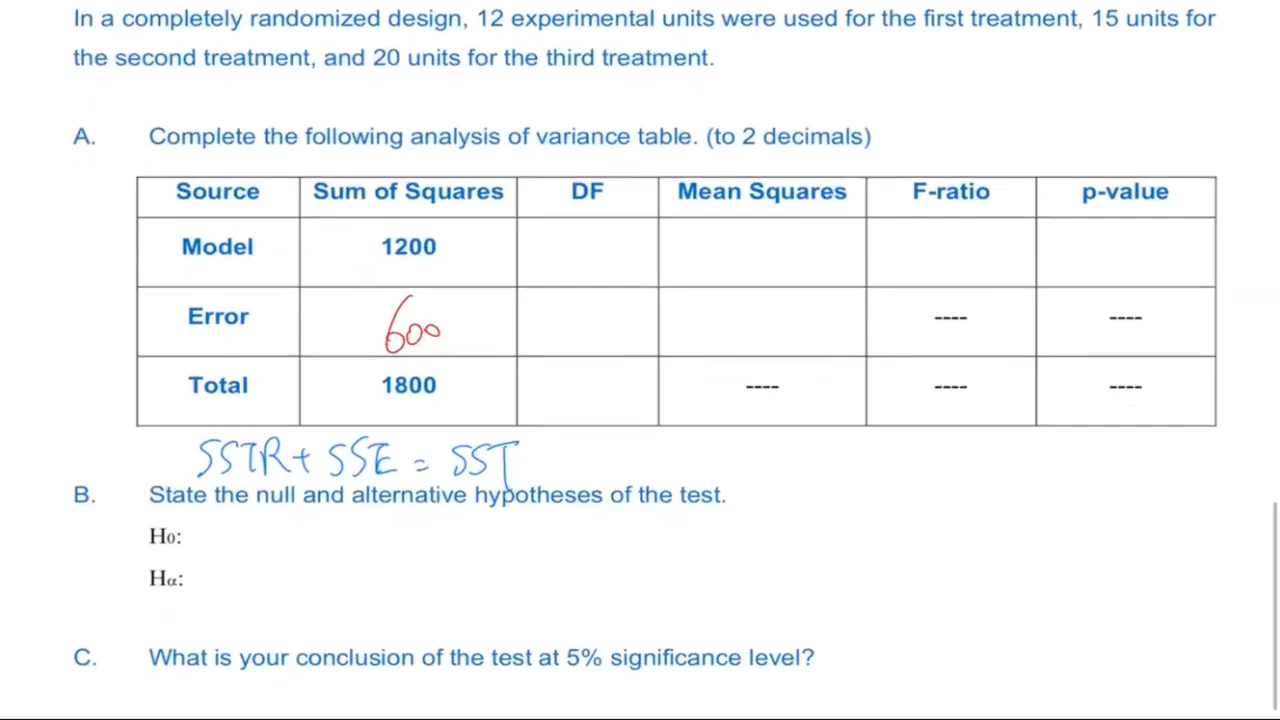 In a completely randomized design, 12 experimental units were used for the first treatment, 15 units for
the second treatment, and 20 units for the third treatment.
A. Complete the following analysis of variance table. (to 2 decimals)
Source Sum of Squares DF Mean Squares F-ratio p-value
Model 1200
Error 600 ---- ----
Total 1800 ---- ---- ----
SSTR + SSE = SST
B. State the null and alternative hypotheses of the test.
H0:
Hα:
C. What is your conclusion of the test at 5% significance level?